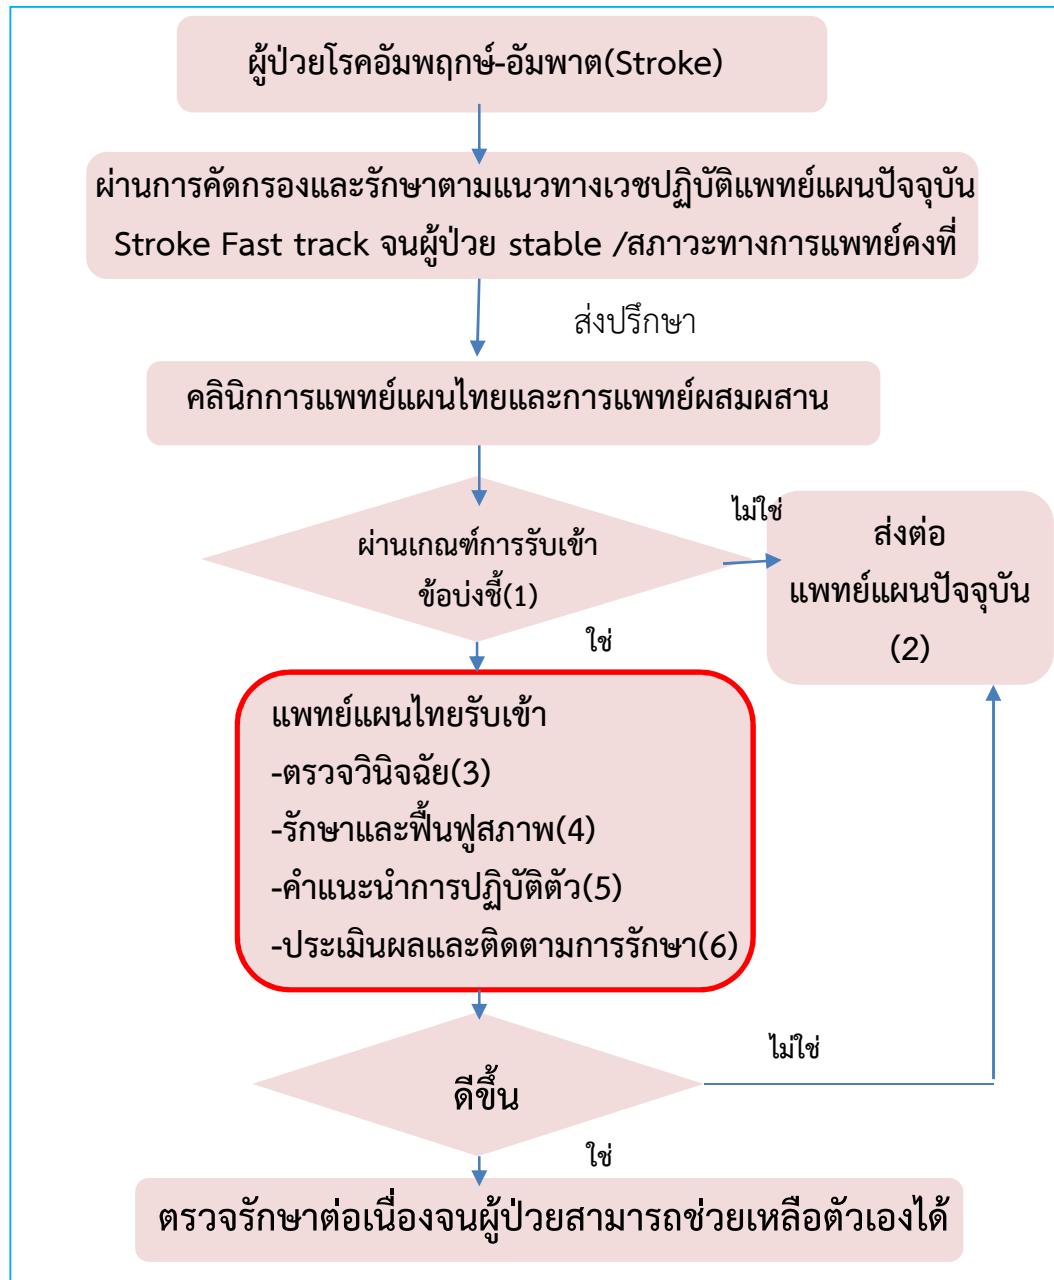 ผู้ป่วยโรคอัมพฤกษ์-อัมพาต(Stroke)
ผ่านการคัดกรองและรักษาตามแนวทางเวชปฏิบัติแพทย์แผนปัจจุบัน
Stroke Fast track จนผู้ป่วย stable /สภาวะทางการแพทย์คงที่
ส่งปรึกษา
คลินิกการแพทย์แผนไทยและการแพทย์ผสมผสาน
ผ่านเกณฑ์การรับเข้า
ข้อบ่งชี้(1)
ไม่ใช่
ส่งต่อ
แพทย์แผนปัจจุบัน
(2)
ใช่
แพทย์แผนไทยรับเข้า
-ตรวจวินิจฉัย(3)
-รักษาและฟื้นฟูสภาพ(4)
-คำแนะนำการปฏิบัติตัว(5)
-ประเมินผลและติดตามการรักษา(6)
ไม่ใช่
ดีขึ้น
ใช่
ตรวจรักษาต่อเนื่องจนผู้ป่วยสามารถช่วยเหลือตัวเองได้